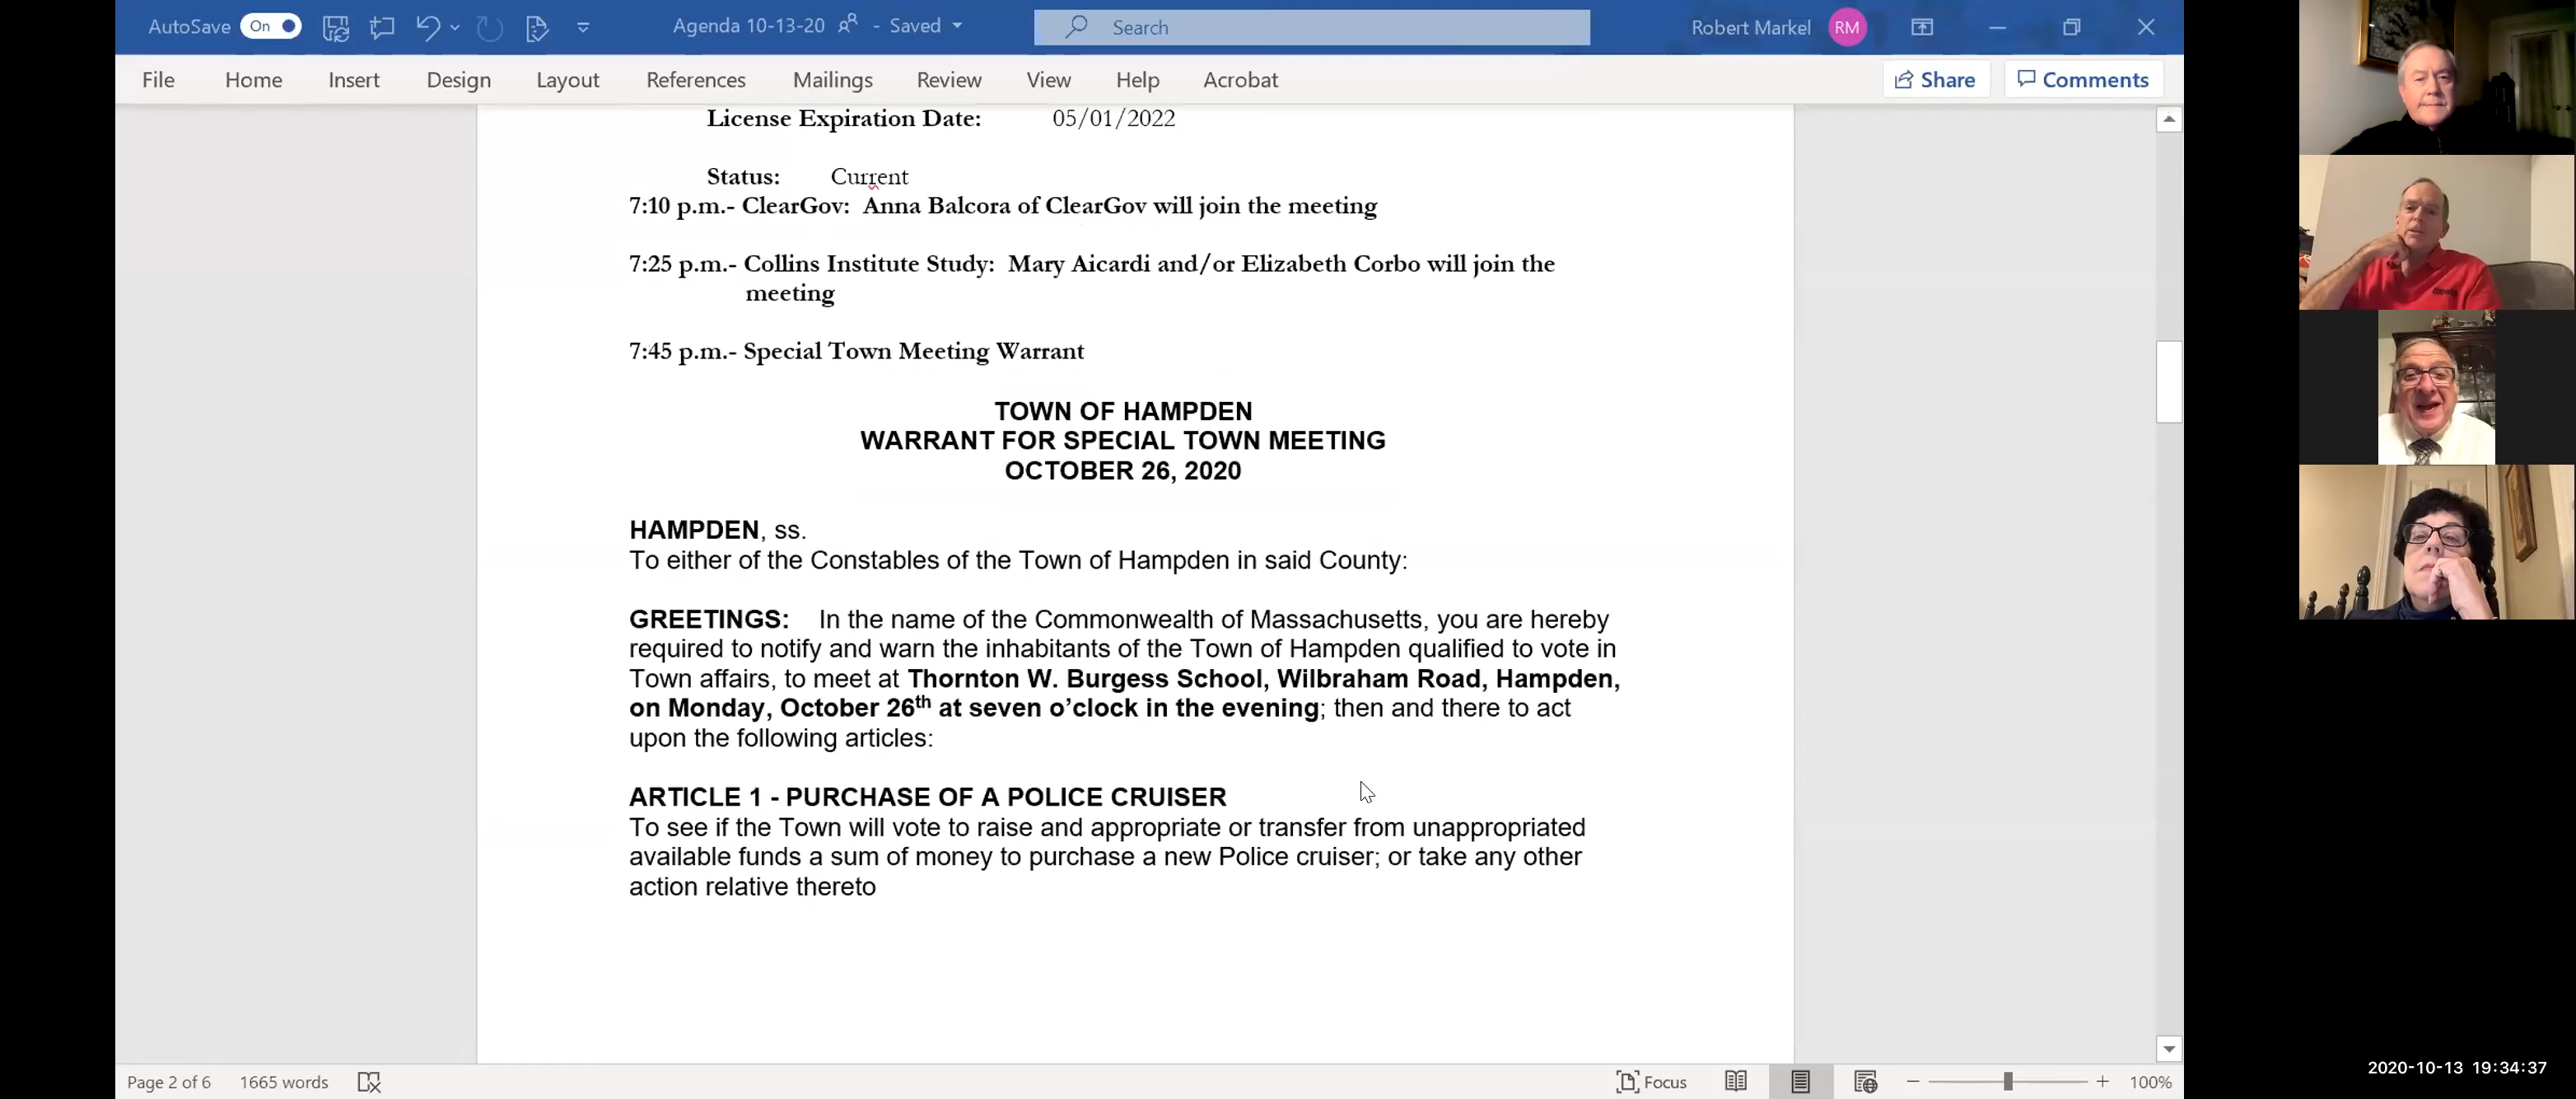 AutoSave On Agenda 10-13-20 - Saved Search Robert Markel RM
File Home Insert Design Layout References Mailings Review View Help Acrobat Share Comments
License Expiration Date: 05/01/2022
Status: Current
7:10 p.m.- ClearGov: Anna Balcora of ClearGov will join the meeting
7:25 p.m.- Collins Institute Study: Mary Aicardi and/or Elizabeth Corbo will join the
meeting
7:45 p.m.- Special Town Meeting Warrant
TOWN OF HAMPDEN
WARRANT FOR SPECIAL TOWN MEETING
OCTOBER 26, 2020
HAMPDEN, ss.
To either of the Constables of the Town of Hampden in said County:
GREETINGS: In the name of the Commonwealth of Massachusetts, you are hereby
required to notify and warn the inhabitants of the Town of Hampden qualified to vote in
Town affairs, to meet at Thornton W. Burgess School, Wilbraham Road, Hampden,
on Monday, October 26th at seven o’clock in the evening; then and there to act
upon the following articles:
ARTICLE 1 - PURCHASE OF A POLICE CRUISER
To see if the Town will vote to raise and appropriate or transfer from unappropriated
available funds a sum of money to purchase a new Police cruiser; or take any other
action relative thereto
Page 2 of 6 1665 words Focus 100%
2020-10-13 19:34:37